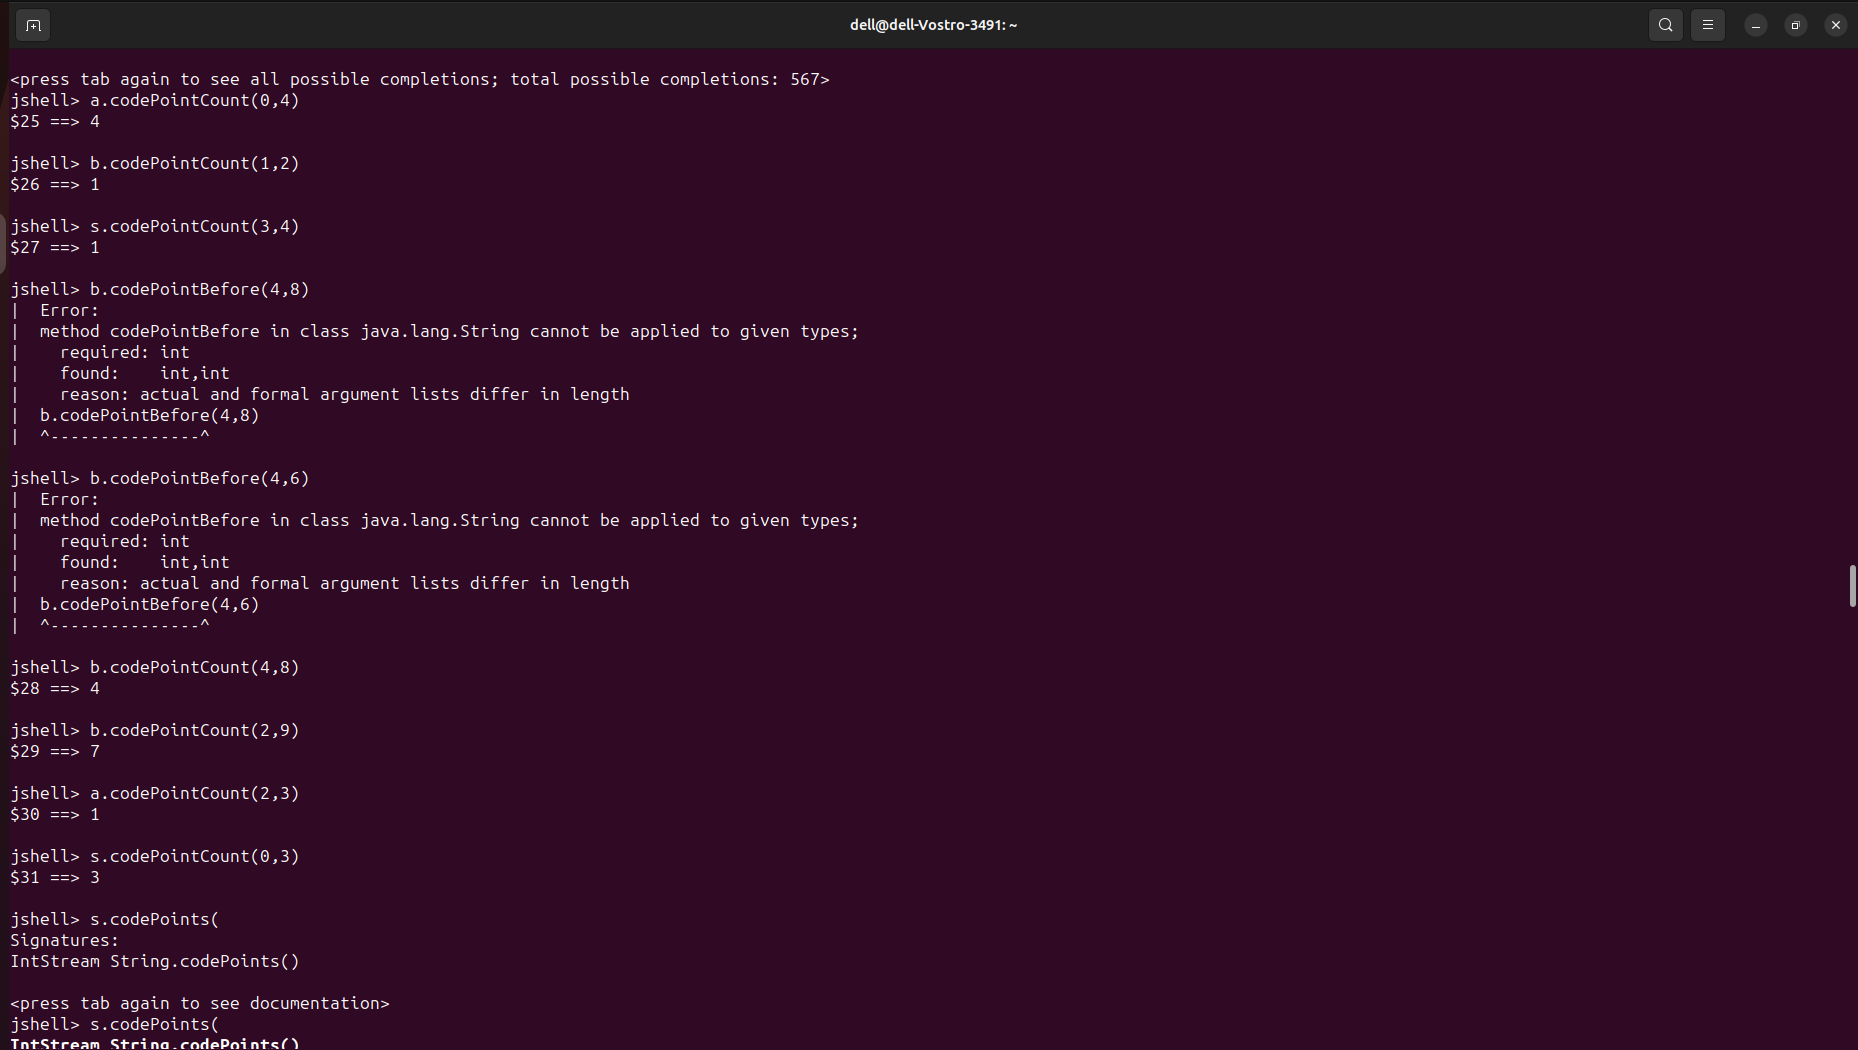 dell@dell-Vostro-3491: ~
<press tab again to see all possible completions; total possible completions: 567>
jshell> a.codePointCount(0,4)
$25 ==> 4
jshell> b.codePointCount(1,2)
$26 ==> 1
jshell> s.codePointCount(3,4)
$27 ==> 1
jshell> b.codePointBefore(4,8)
|  Error:
|  method codePointBefore in class java.lang.String cannot be applied to given types;
|    required: int
|    found:    int,int
|    reason: actual and formal argument lists differ in length
|  b.codePointBefore(4,8)
|  ^---------------^
jshell> b.codePointBefore(4,6)
|  Error:
|  method codePointBefore in class java.lang.String cannot be applied to given types;
|    required: int
|    found:    int,int
|    reason: actual and formal argument lists differ in length
|  b.codePointBefore(4,6)
|  ^---------------^
jshell> b.codePointCount(4,8)
$28 ==> 4
jshell> b.codePointCount(2,9)
$29 ==> 7
jshell> a.codePointCount(2,3)
$30 ==> 1
jshell> s.codePointCount(0,3)
$31 ==> 3
jshell> s.codePoints(
Signatures:
IntStream String.codePoints()
<press tab again to see documentation>
jshell> s.codePoints(
IntStream String.codePoints()